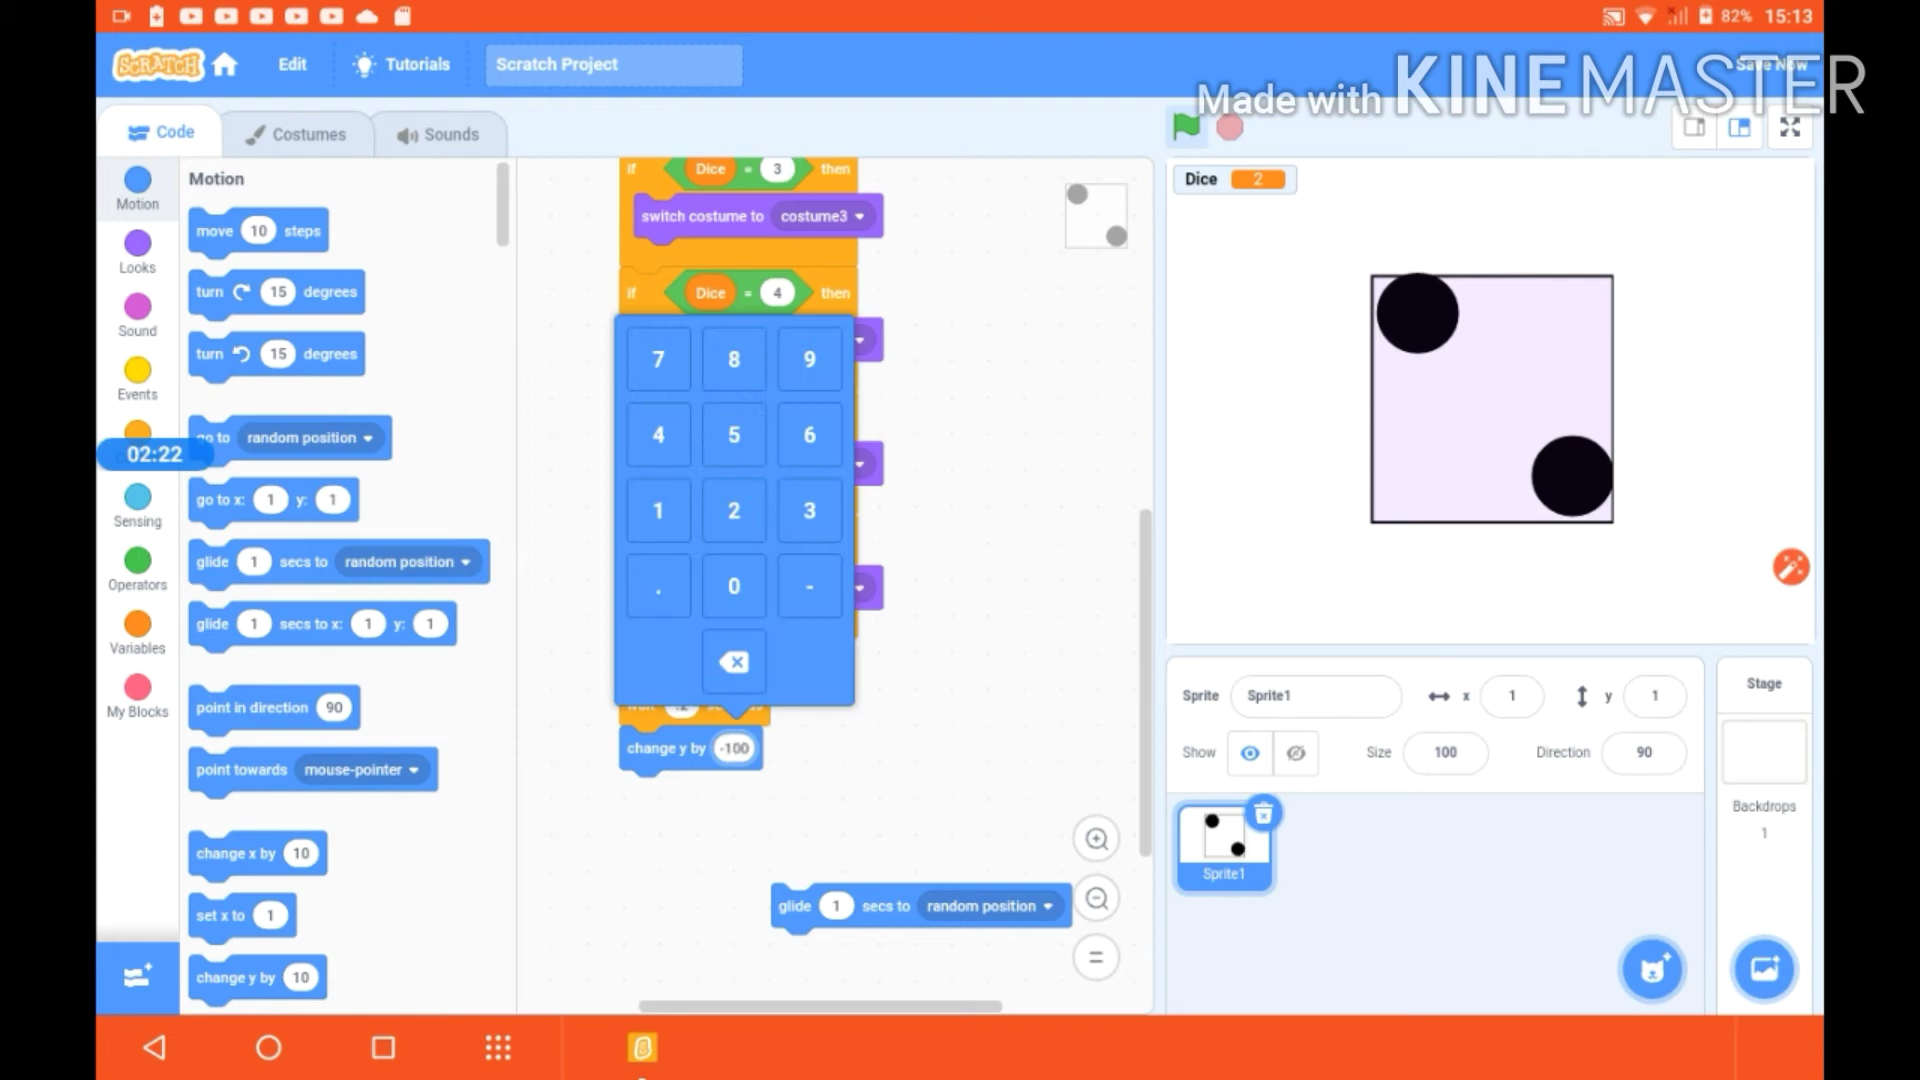 82% 15:13
SCRATCH Edit Tutorials Scratch Project Save Now
Made with KINEMASTER
Code Costumes Sounds
Motion
Looks
Sound
Events
02:22
Sensing
Operators
Variables
My Blocks
Motion
move 10 steps
turn 15 degrees
turn 15 degrees
go to random position
go to x: 1 y: 1
glide 1 secs to random position
glide 1 secs to x: 1 y: 1
point in direction 90
point towards mouse-pointer
change x by 10
set x to 1
change y by 10
if Dice = 3 then
switch costume to costume3
if Dice = 4 then
7 8 9
4 5 6
1 2 3
. 0 -
change y by -100
glide 1 secs to random position
Dice 2
Sprite Sprite1 x 1 y 1
Show Size 100 Direction 90
Sprite1
Stage
Backdrops
1